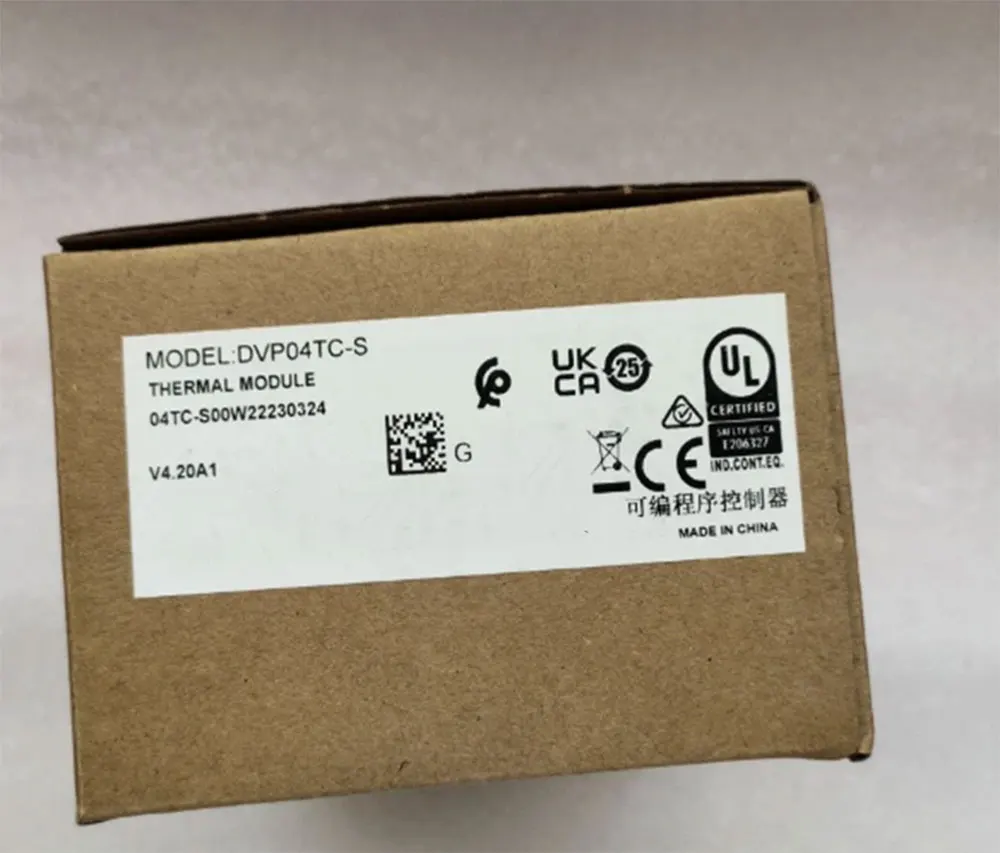 MODEL:DVP04TC-S
THERMAL MODULE
04TC-S00W22230324
V4.20A1
G
UK
CA
25
UL
CERTIFIED
SAFETY US-CA
E206327
IND.CONT.EQ.
CE
可编程序控制器
MADE IN CHINA